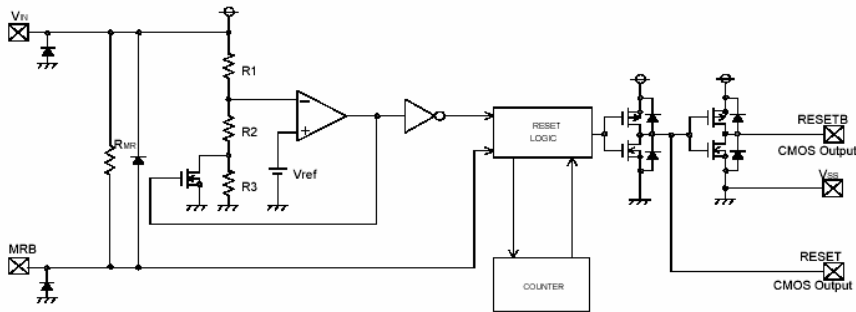 VIN
R1
RMR
R2
R3
Vref
RESET
LOGIC
COUNTER
RESETB
CMOS Output
VSS
MRB
RESET
CMOS Output